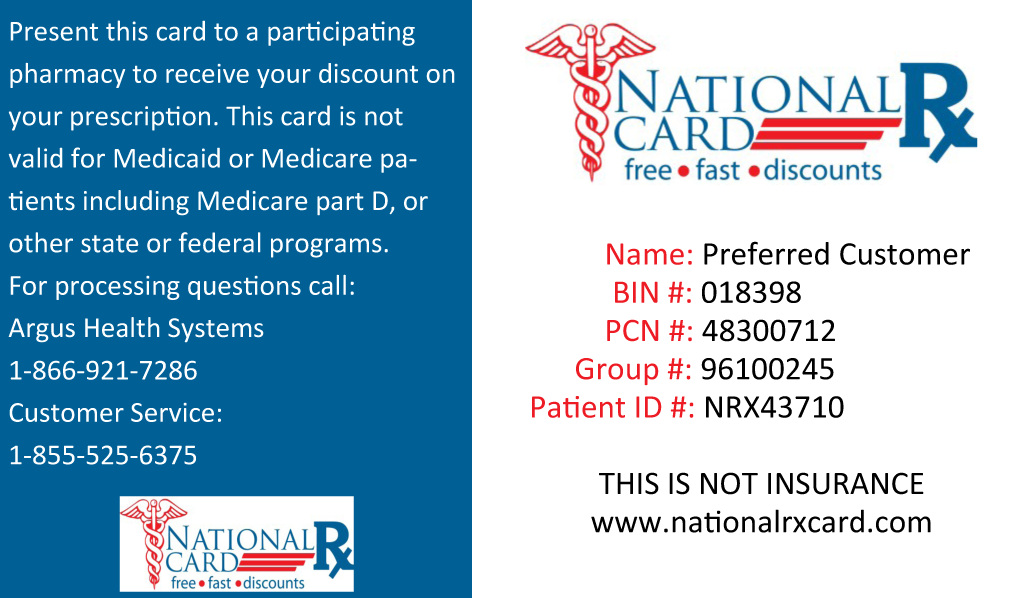 Present this card to a participating
pharmacy to receive your discount on
your prescription. This card is not
valid for Medicaid or Medicare pa-
tients including Medicare part D, or
other state or federal programs.
For processing questions call:
Argus Health Systems
1-866-921-7286
Customer Service:
1-855-525-6375
NATIONAL Rx
CARD
free • fast • discounts
NATIONAL Rx
CARD
free • fast • discounts
Name: Preferred Customer
BIN #: 018398
PCN #: 48300712
Group #: 96100245
Patient ID #: NRX43710
THIS IS NOT INSURANCE
www.nationalrxcard.com